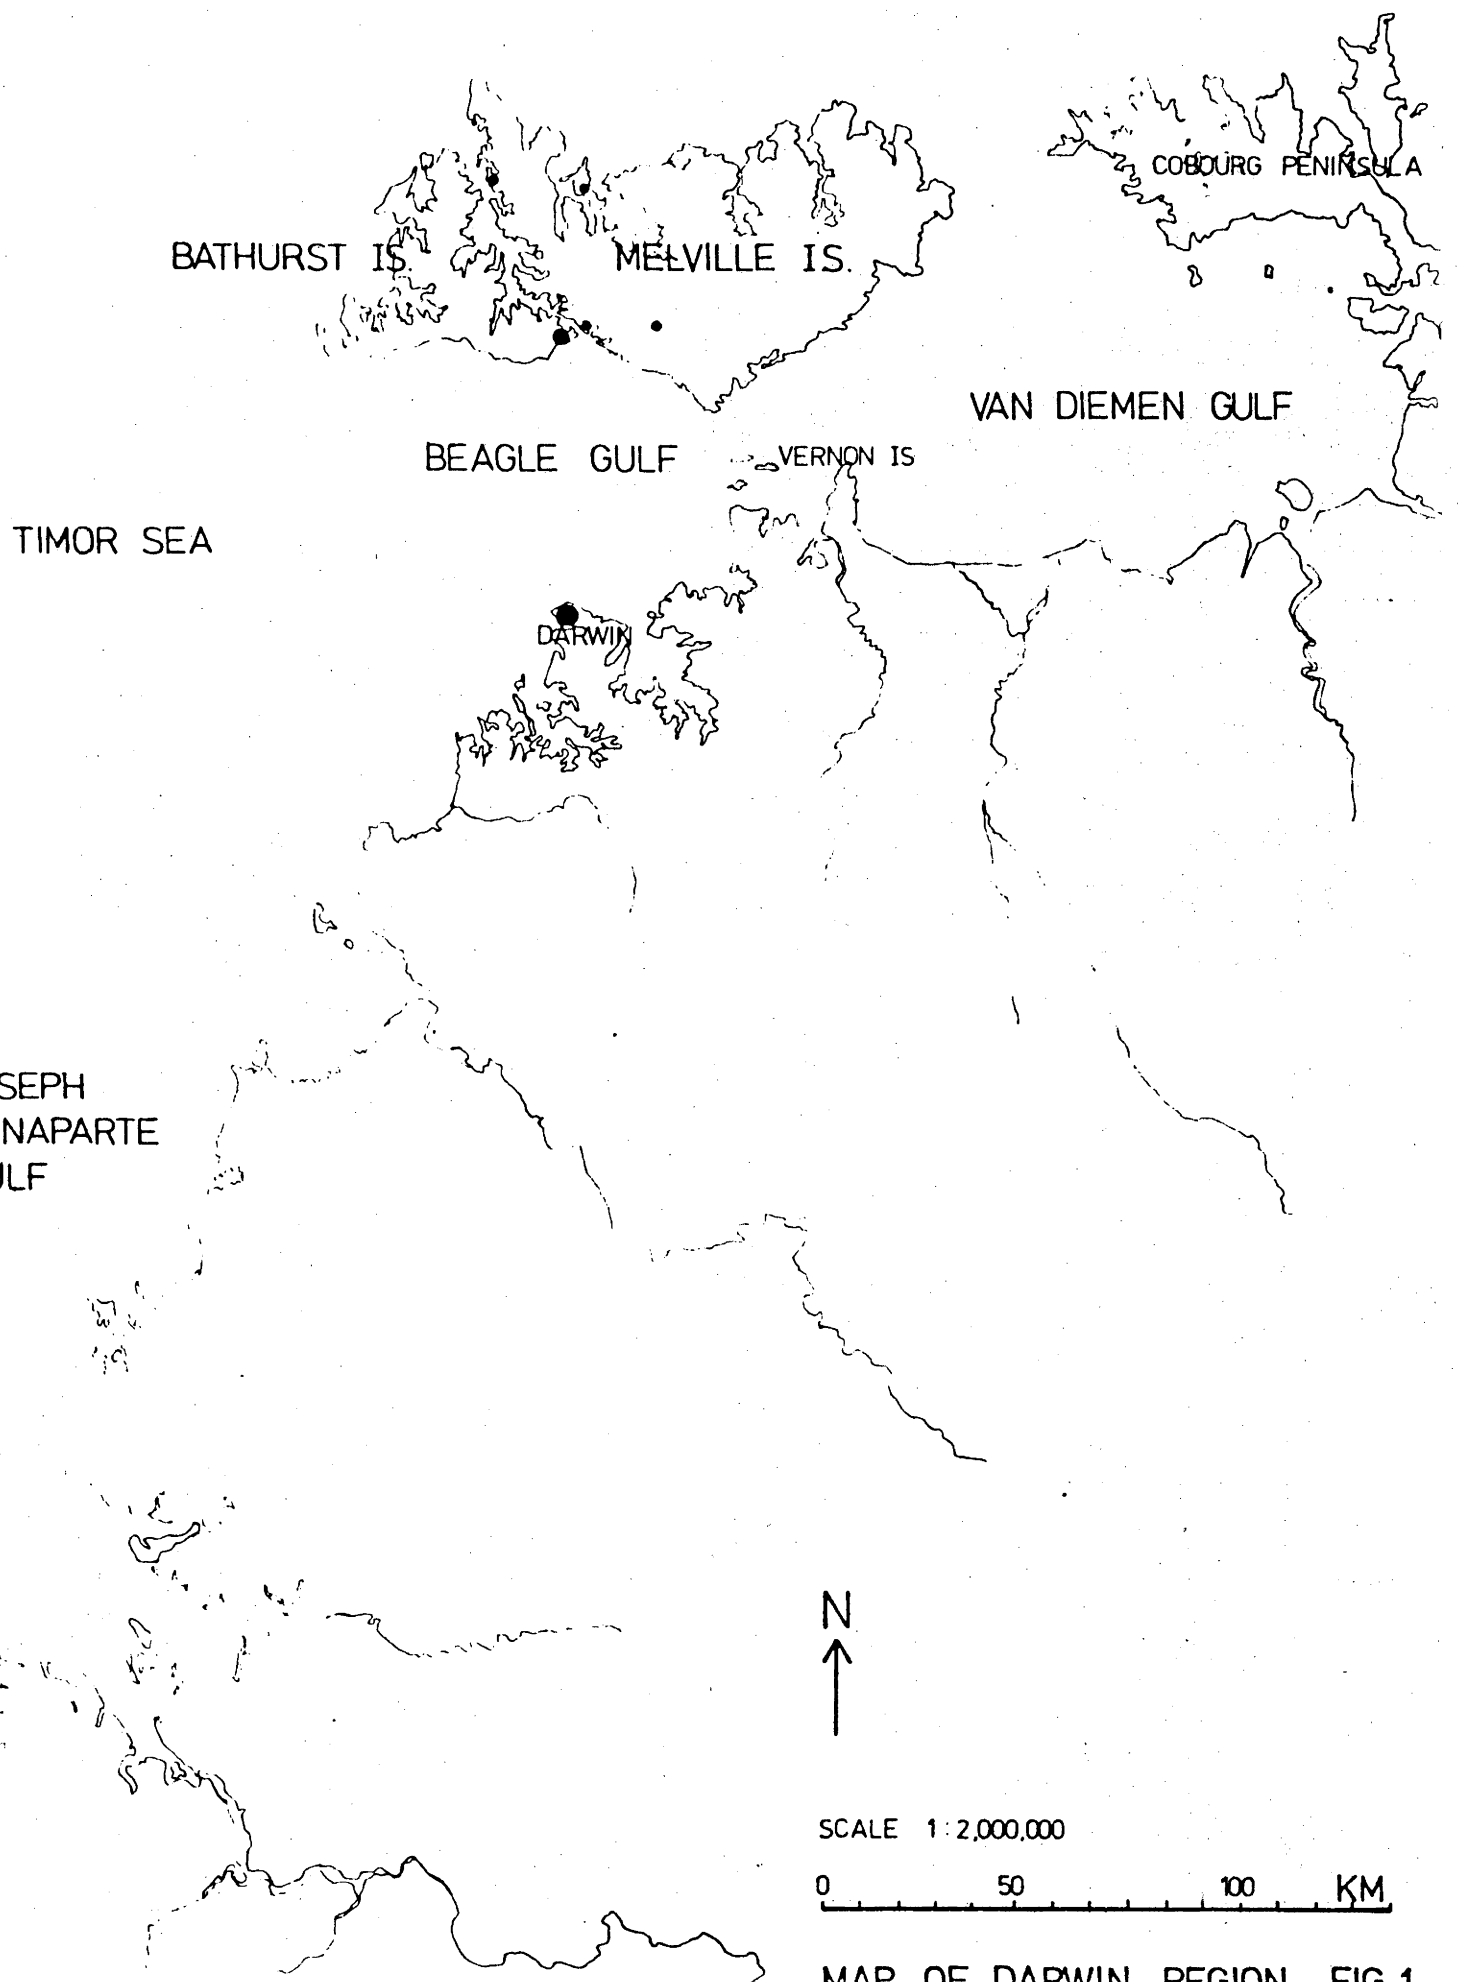 COBOURG PENINSULA
BATHURST IS.
MELVILLE IS.
VAN DIEMEN GULF
BEAGLE GULF
VERNON IS
TIMOR SEA
DARWIN
SEPH
NAPARTE
ULF
N
SCALE 1:2,000,000
0 50 100 KM
MAP OF DARWIN REGION FIG.1